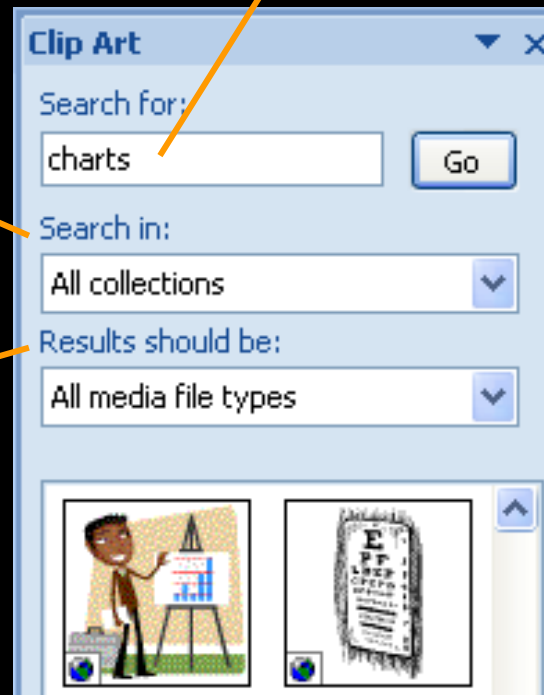 Clip Art
Search for:
charts
Go
Search in:
All collections
Results should be:
All media file types
E